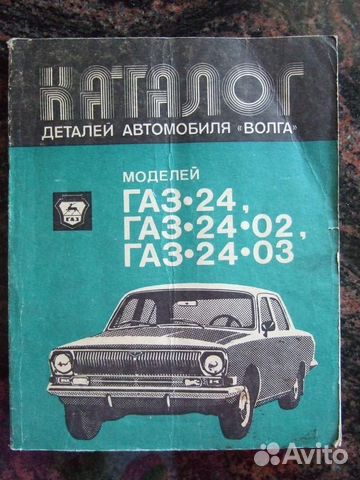 КАТАЛОГ
ДЕТАЛЕЙ АВТОМОБИЛЯ «ВОЛГА»
МОДЕЛЕЙ
ГАЗ•24,
ГАЗ•24•02,
ГАЗ•24•03
ГАЗ
Avito